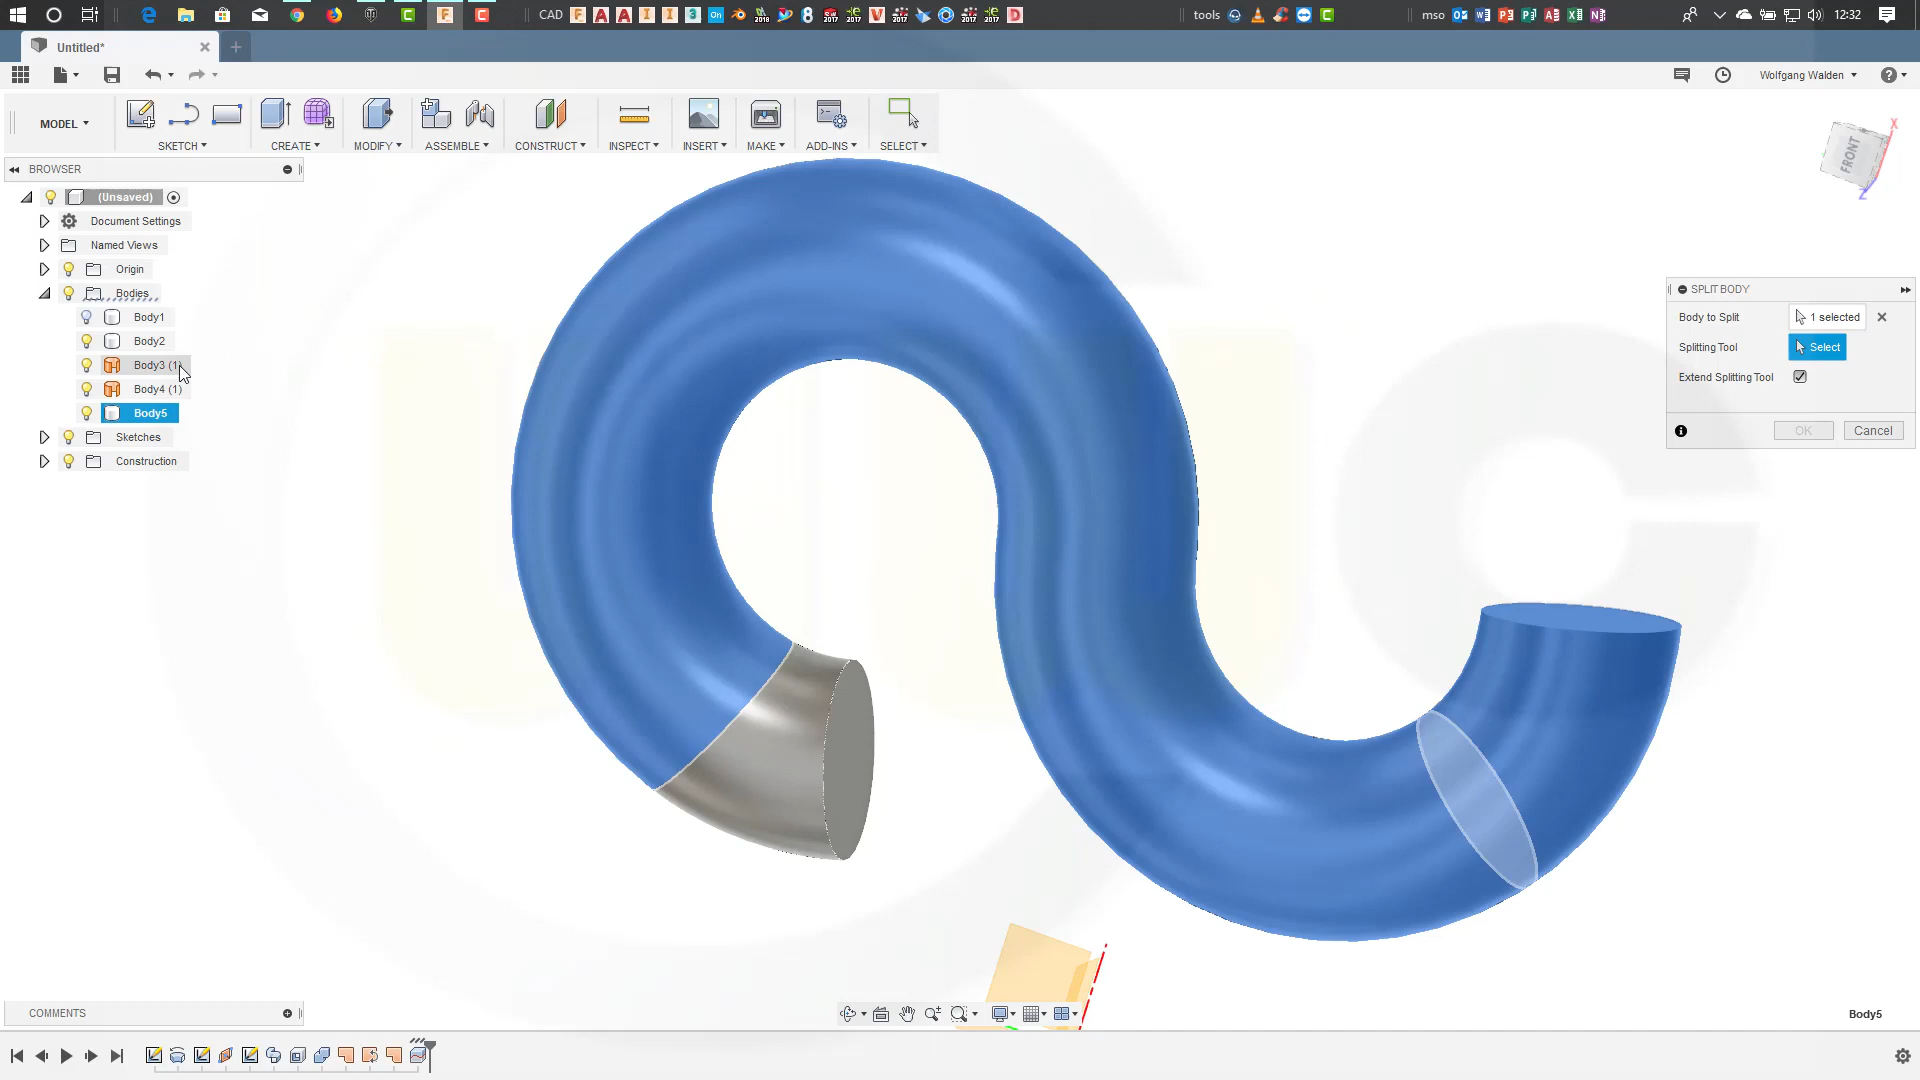 CAD
tools
mso
12:32
Untitled*
Wolfgang Walden
MODEL
SKETCH
CREATE
MODIFY
ASSEMBLE
CONSTRUCT
INSPECT
INSERT
MAKE
ADD-INS
SELECT
FRONT
X
Z
BROWSER
(Unsaved)
Document Settings
Named Views
Origin
Bodies
Body1
Body2
Body3 (1)
Body4 (1)
Body5
Sketches
Construction
SPLIT BODY
Body to Split
1 selected
Splitting Tool
Select
Extend Splitting Tool
OK
Cancel
COMMENTS
Body5